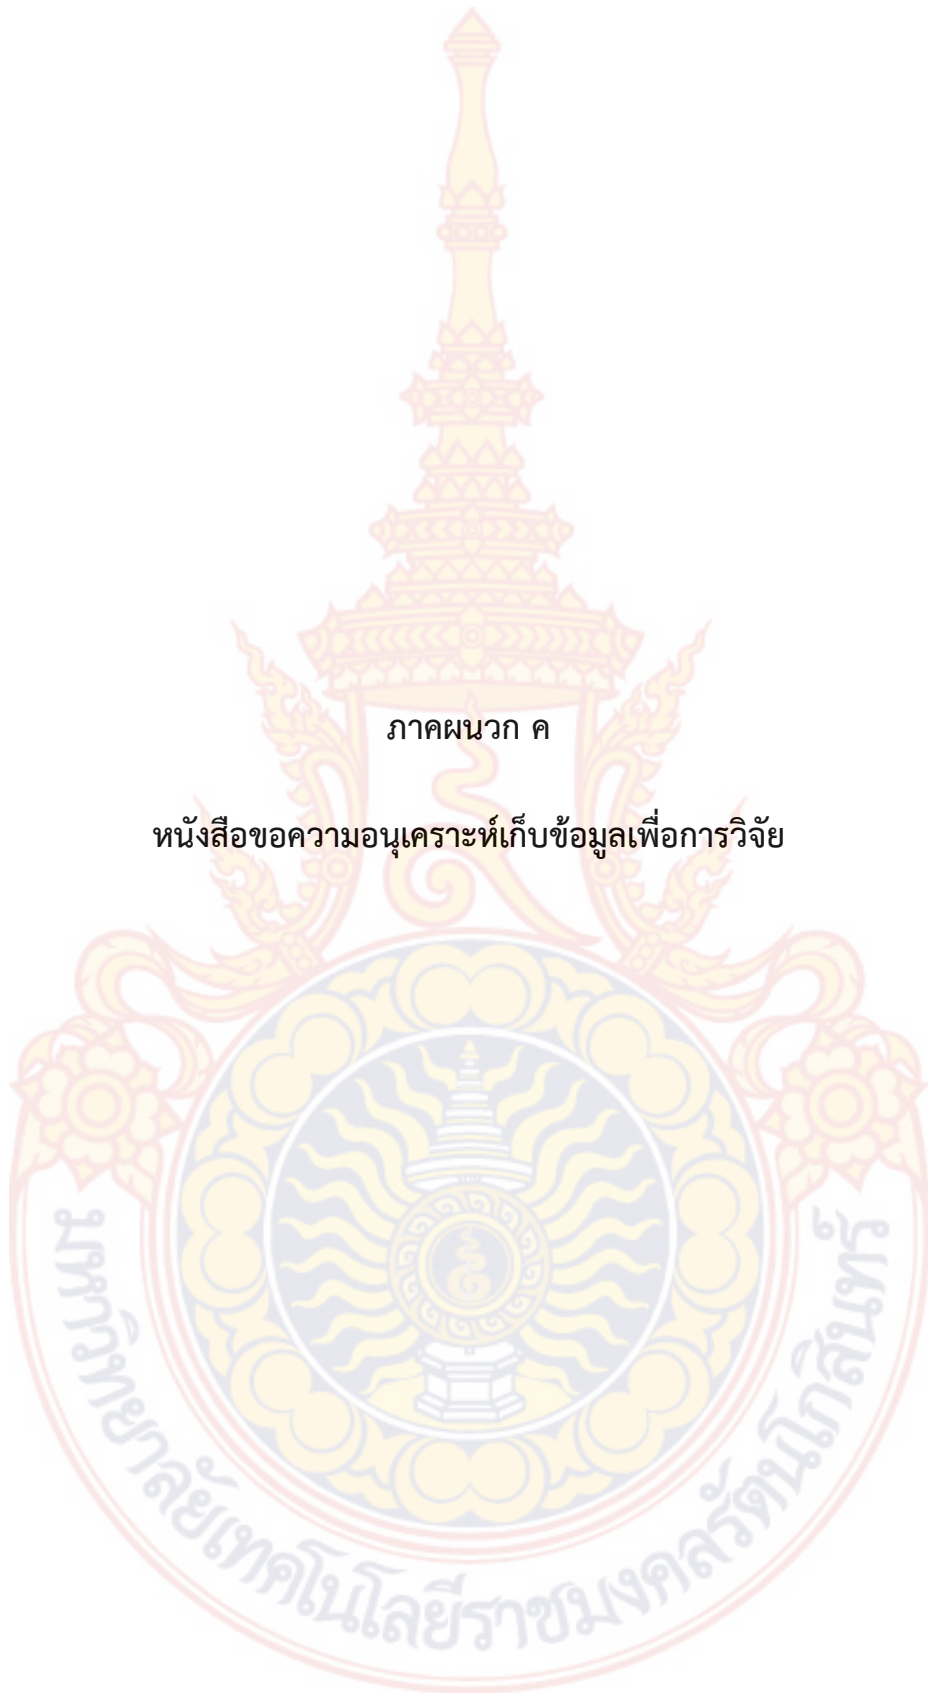 ภาคผนวก ค
หนังสือขอความอนุเคราะห์เก็บข้อมูลเพื่อการวิจัย
มหาวิทยาลัยเทคโนโลยีราชมงคลรัตนโกสินทร์